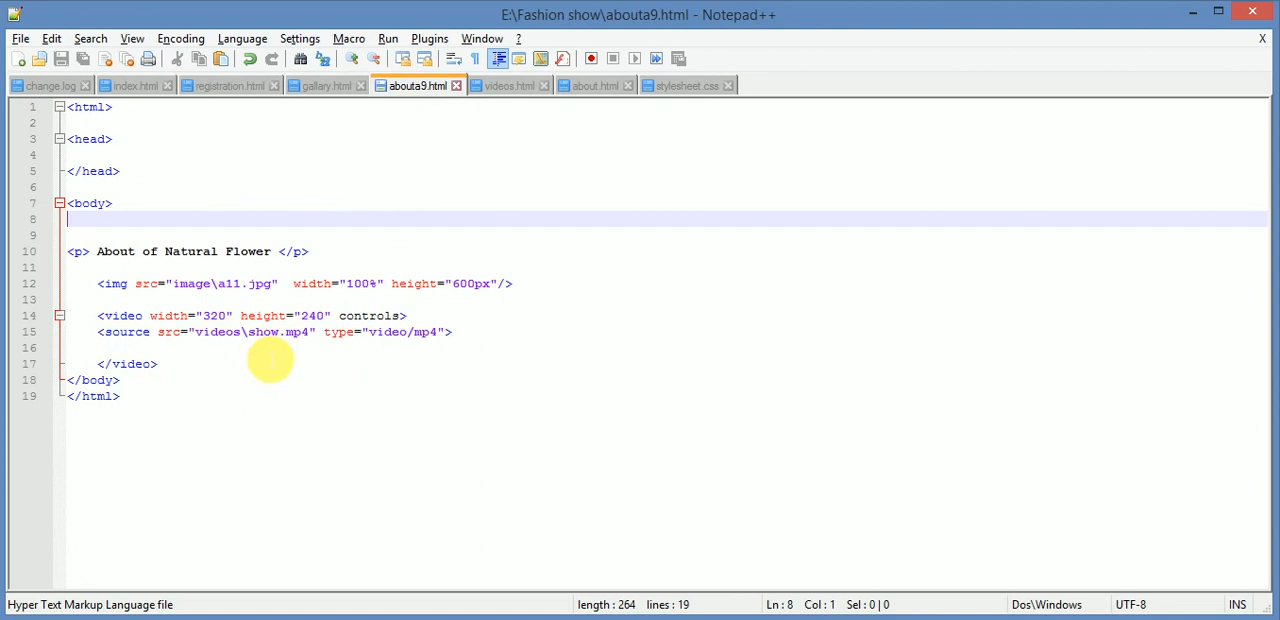 E:\Fashion show\abouta9.html - Notepad++
File Edit Search View Encoding Language Settings Macro Run Plugins Window ? X
change.log index.html registration.html gallary.html abouta9.html videos.html about.html stylesheet.css
1 <html>
2
3 <head>
4
5 </head>
6
7 <body>
8
9
10 <p> About of Natural Flower </p>
11
12 <img src="image\a11.jpg" width="100%" height="600px"/>
13
14 <video width="320" height="240" controls>
15 <source src="videos\show.mp4" type="video/mp4">
16
17 </video>
18 </body>
19 </html>
Hyper Text Markup Language file length : 264 lines : 19 Ln : 8 Col : 1 Sel : 0 | 0 Dos\Windows UTF-8 INS